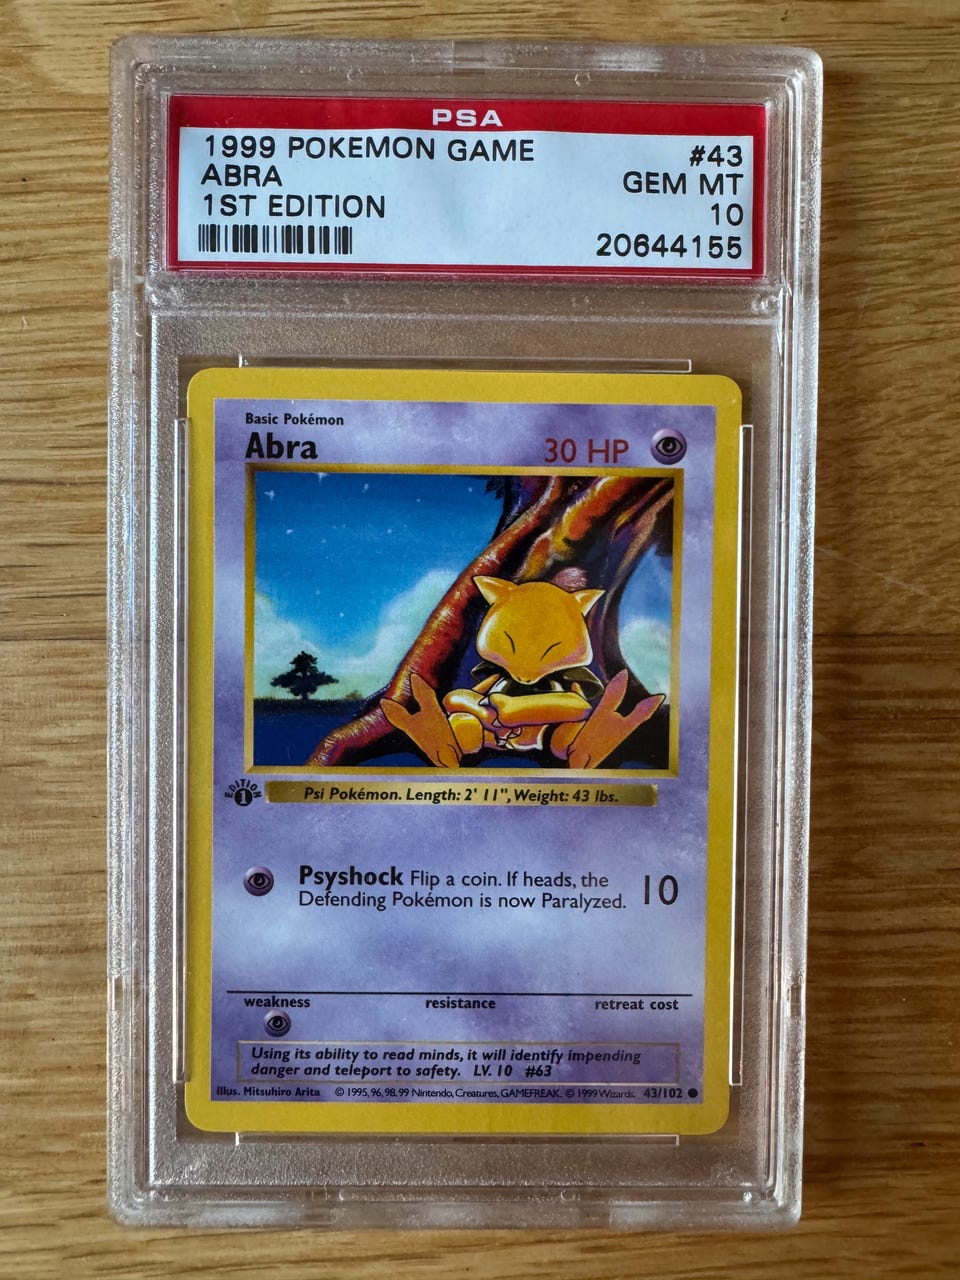 PSA
1999 POKEMON GAME #43
ABRA GEM MT
1ST EDITION 10
20644155
Basic Pokémon
Abra 30 HP
EDITION
1
Psi Pokémon. Length: 2' 11", Weight: 43 lbs.
Psyshock Flip a coin. If heads, the
Defending Pokémon is now Paralyzed. 10
weakness resistance retreat cost
Using its ability to read minds, it will identify impending
danger and teleport to safety. LV. 10 #63
Illus. Mitsuhiro Arita © 1995, 96, 98, 99 Nintendo, Creatures, GAMEFREAK. © 1999 Wizards. 43/102